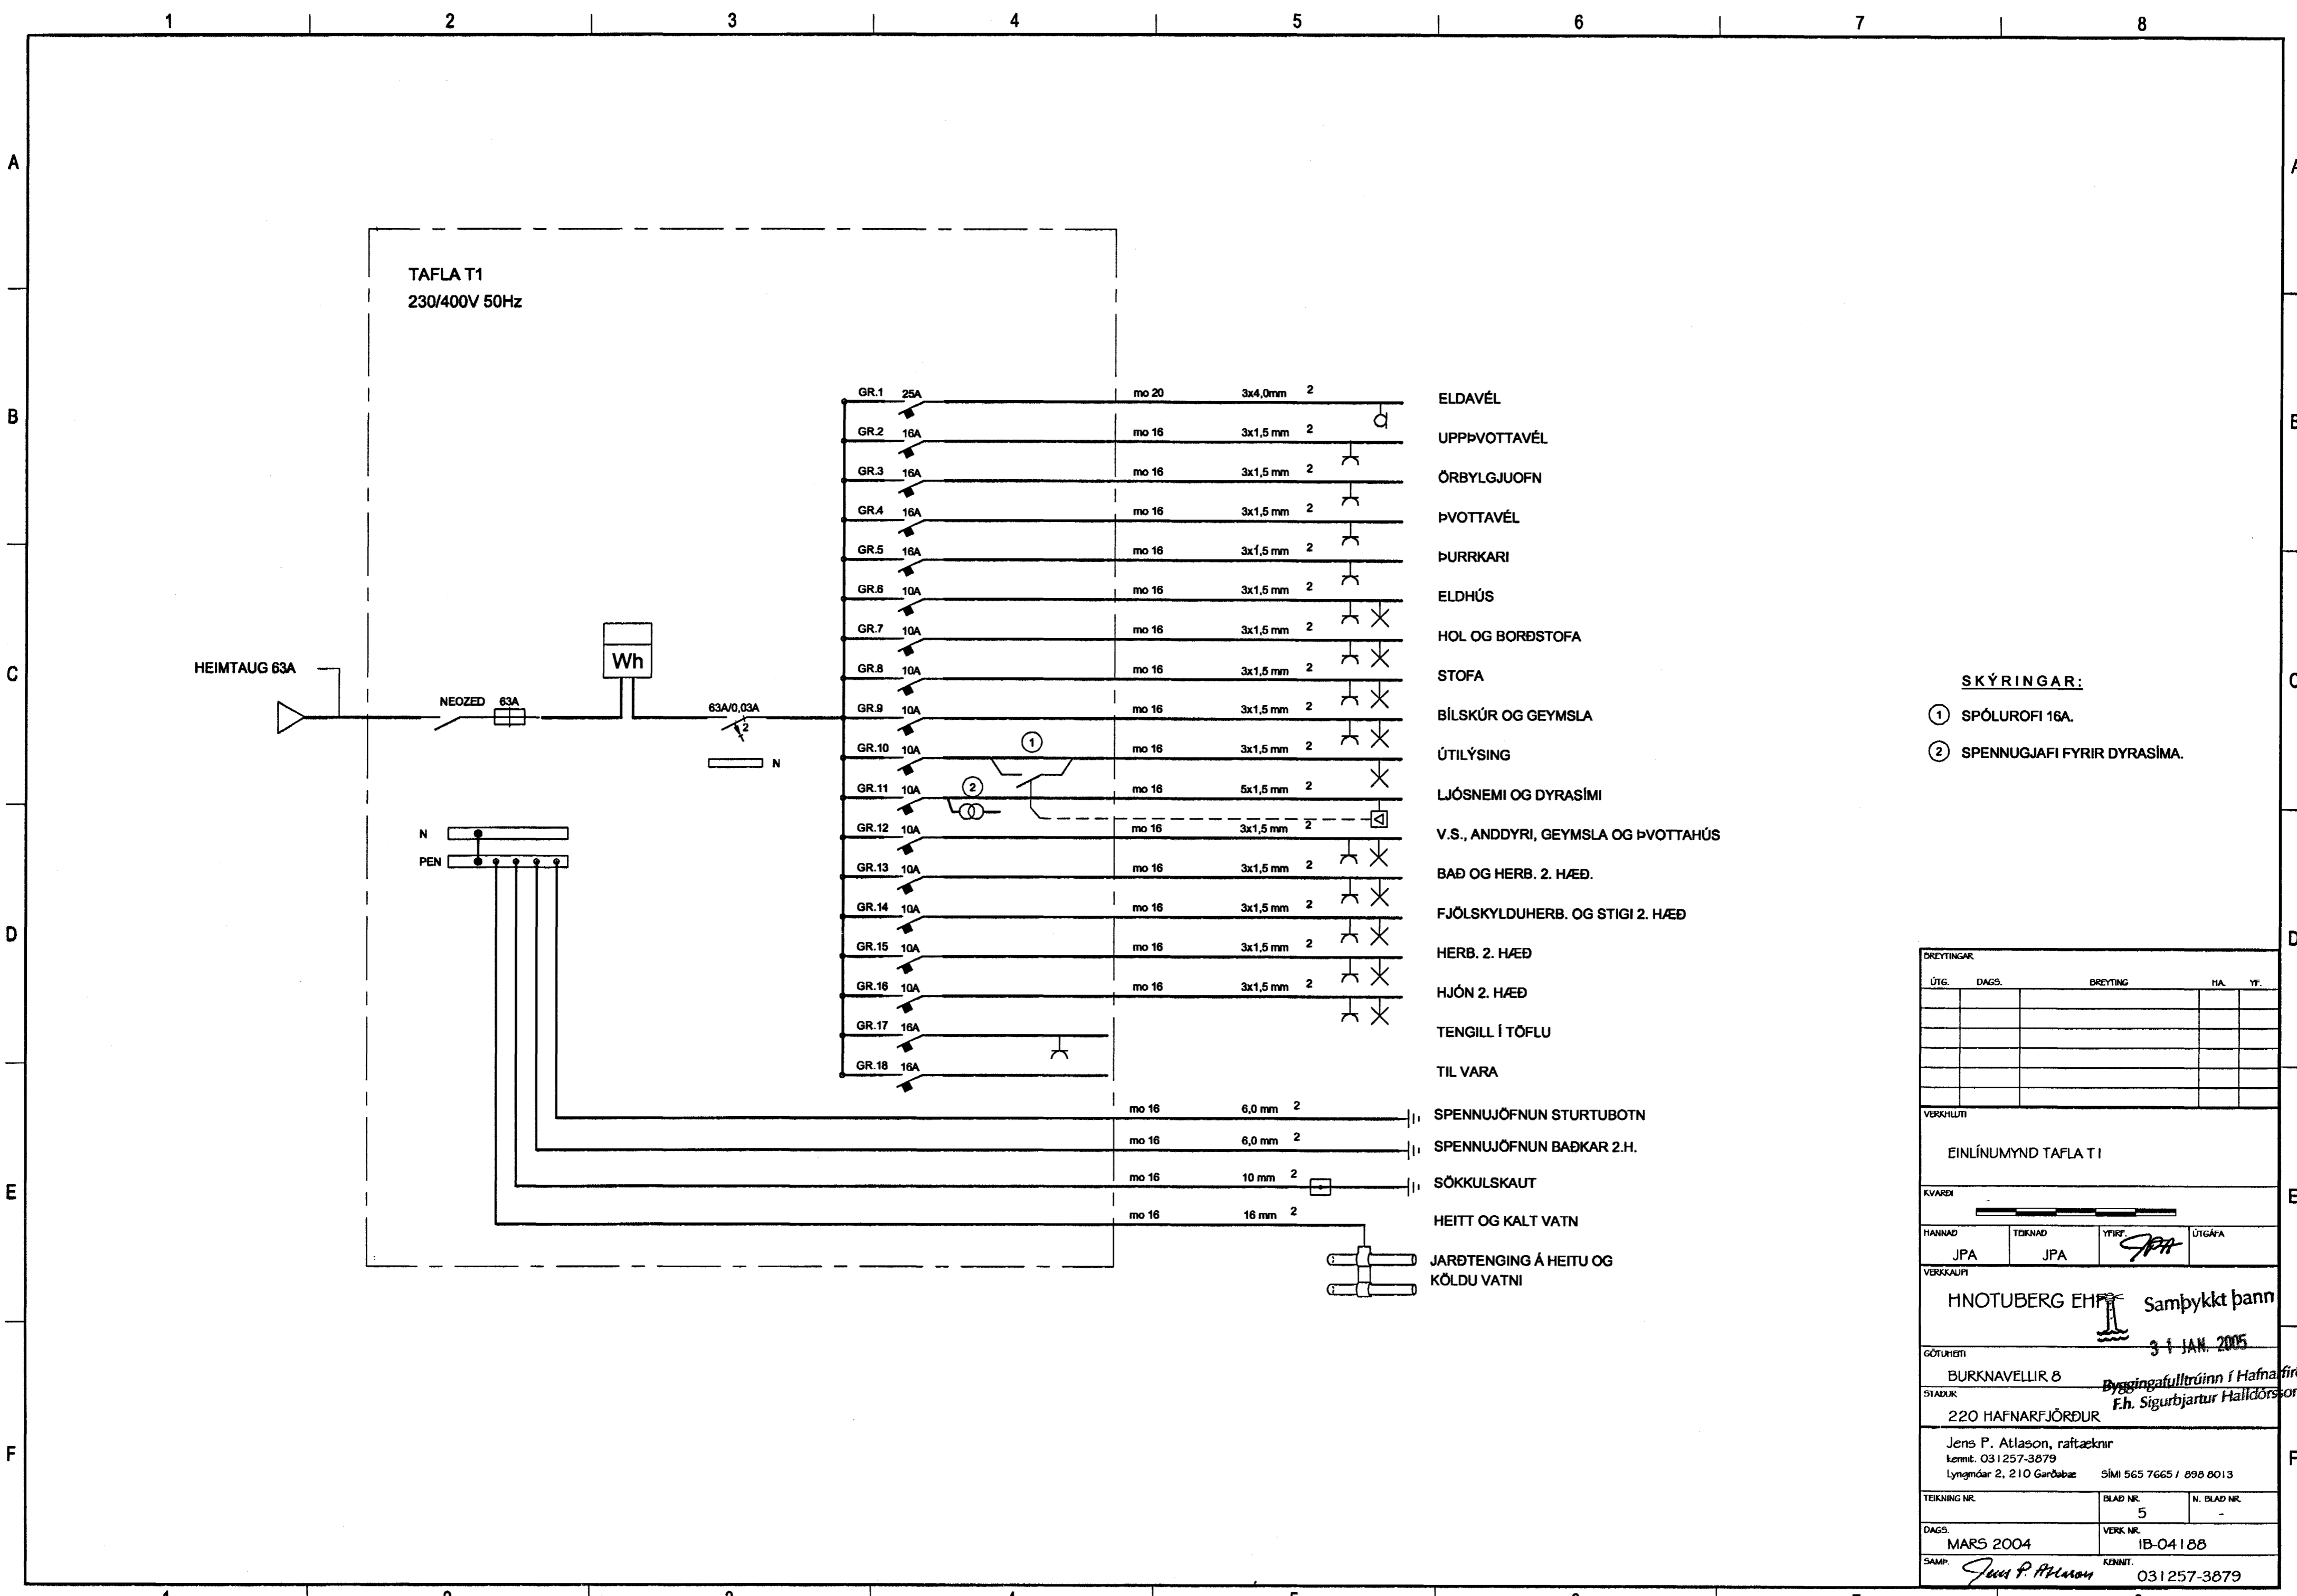 1 2 3 4 5 6 7 8
A
B
C
D
E
F
TAFLA T1
230/400V 50Hz
HEIMTAUG 63A
NEOZED 63A
Wh
63A/0,03A
2
N
N
PEN
GR.1 25A mo 20 3x4,0mm 2 ELDAVÉL
GR.2 16A mo 16 3x1,5 mm 2 UPPÞVOTTAVÉL
GR.3 16A mo 16 3x1,5 mm 2 ÖRBYLGJUOFN
GR.4 16A mo 16 3x1,5 mm 2 ÞVOTTAVÉL
GR.5 16A mo 16 3x1,5 mm 2 ÞURRKARI
GR.6 10A mo 16 3x1,5 mm 2 ELDHÚS
GR.7 10A mo 16 3x1,5 mm 2 HOL OG BORÐSTOFA
GR.8 10A mo 16 3x1,5 mm 2 STOFA
GR.9 10A mo 16 3x1,5 mm 2 BÍLSKÚR OG GEYMSLA
GR.10 10A 1 mo 16 3x1,5 mm 2 ÚTILÝSING
GR.11 10A 2 mo 16 5x1,5 mm 2 LJÓSNEMI OG DYRASÍMI
GR.12 10A mo 16 3x1,5 mm 2 V.S., ANDDYRI, GEYMSLA OG ÞVOTTAHÚS
GR.13 10A mo 16 3x1,5 mm 2 BAÐ OG HERB. 2. HÆÐ.
GR.14 10A mo 16 3x1,5 mm 2 FJÖLSKYLDUHERB. OG STIGI 2. HÆÐ
GR.15 10A mo 16 3x1,5 mm 2 HERB. 2. HÆÐ
GR.16 10A mo 16 3x1,5 mm 2 HJÓN 2. HÆÐ
GR.17 16A TENGILL Í TÖFLU
GR.18 16A TIL VARA
mo 16 6,0 mm 2 SPENNUJÖFNUN STURTUBOTN
mo 16 6,0 mm 2 SPENNUJÖFNUN BAÐKAR 2.H.
mo 16 10 mm 2 SÖKKULSKAUT
mo 16 16 mm 2 HEITT OG KALT VATN
JARÐTENGING Á HEITU OG
KÖLDU VATNI
SKÝRINGAR:
1 SPÓLUROFI 16A.
2 SPENNUGJAFI FYRIR DYRASÍMA.
BREYTINGAR
ÚTG. DAGS. BREYTING HA. YF.
VERKHLUTI
EINLÍNUMYND TAFLA T1
KVARÐI
-
HANNAÐ TEIKNAÐ YFIRF. ÚTGÁFA
JPA JPA JPA
VERKKAUPI
HNOTUBERG EHF
Samþykkt þann
31 JAN. 2005
GÖTUHEITI
BURKNAVELLIR 8
Byggingafulltrúinn í Hafnarfir
STAÐUR
F.h. Sigurbjartur Halldórsson
220 HAFNARFJÖRÐUR
Jens P. Atlason, raftæknir
kennit. 031257-3879
Lyngmóar 2, 210 Garðabæ SÍMI 565 7665 / 898 8013
TEIKNING NR. BLAÐ NR. N. BLAÐ NR.
5 -
DAGS. VERK NR.
MARS 2004 IB-04188
SAMÞ. Jens P. Atlason KENNIT.
031257-3879